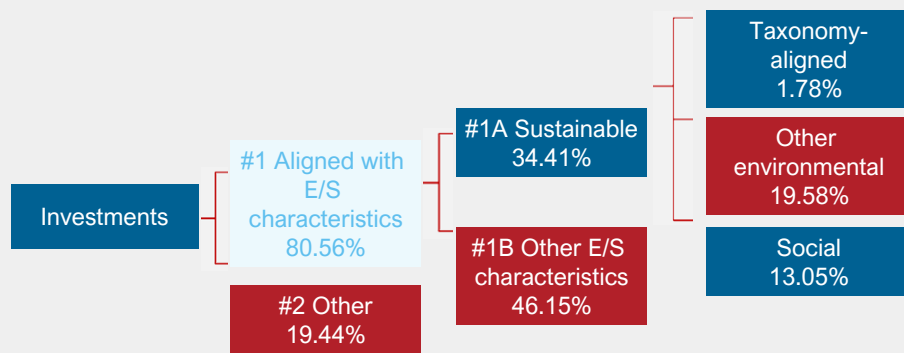 Investments
#1 Aligned with
E/S
characteristics
80.56%
#2 Other
19.44%
#1A Sustainable
34.41%
#1B Other E/S
characteristics
46.15%
Taxonomy-
aligned
1.78%
Other
environmental
19.58%
Social
13.05%